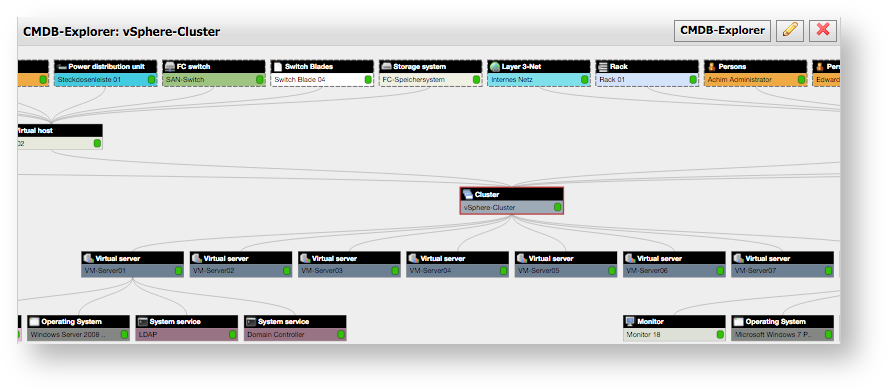 CMDB-Explorer: vSphere-Cluster
CMDB-Explorer
Power distribution unit
Steckdosenleiste 01
FC switch
SAN-Switch
Switch Blades
Switch Blade 04
Storage system
FC-Speichersystem
Layer 3-Net
Internes Netz
Rack
Rack 01
Persons
Achim Administrator
Per
Edward
irtual host
02
Cluster
vSphere-Cluster
Virtual server
VM-Server01
Virtual server
VM-Server02
Virtual server
VM-Server03
Virtual server
VM-Server04
Virtual server
VM-Server05
Virtual server
VM-Server06
Virtual server
VM-Server07
Operating System
Windows Server 2008 ..
System service
LDAP
System service
Domain Controller
Monitor
Monitor 18
Operating System
Microsoft Windows 7 P...